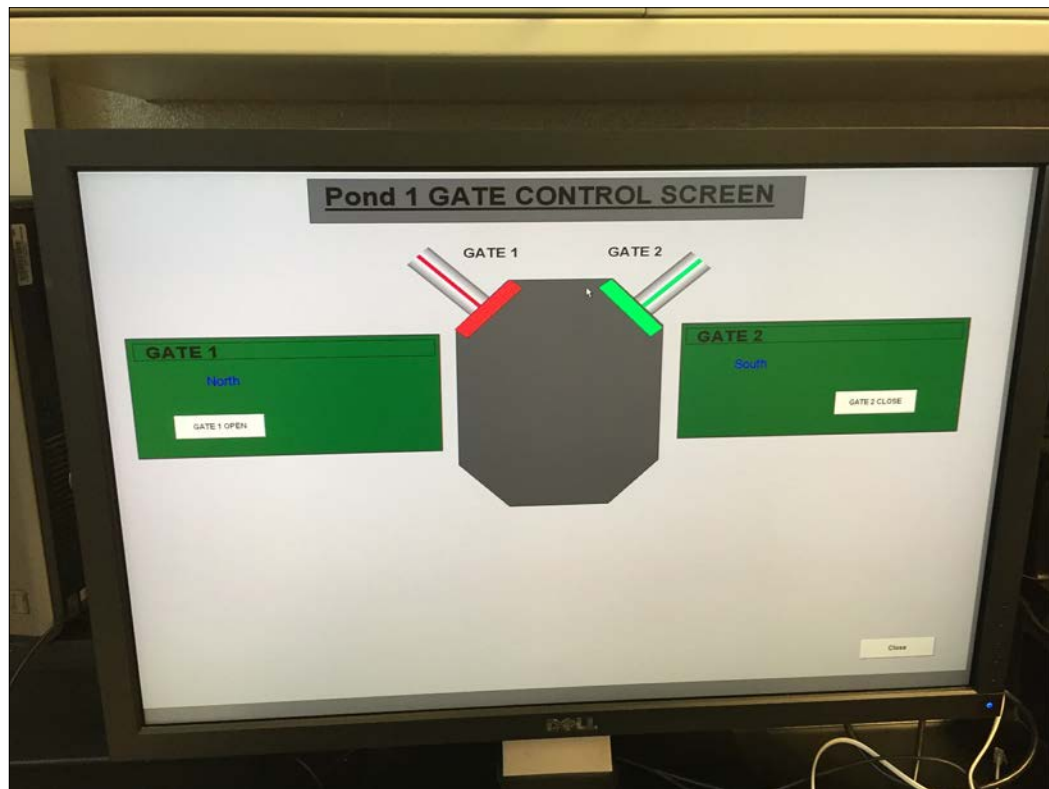 Pond 1 GATE CONTROL SCREEN
GATE 1
GATE 2
GATE 1
North
GATE 1 OPEN
GATE 2
South
GATE 2 CLOSE
Close
DELL